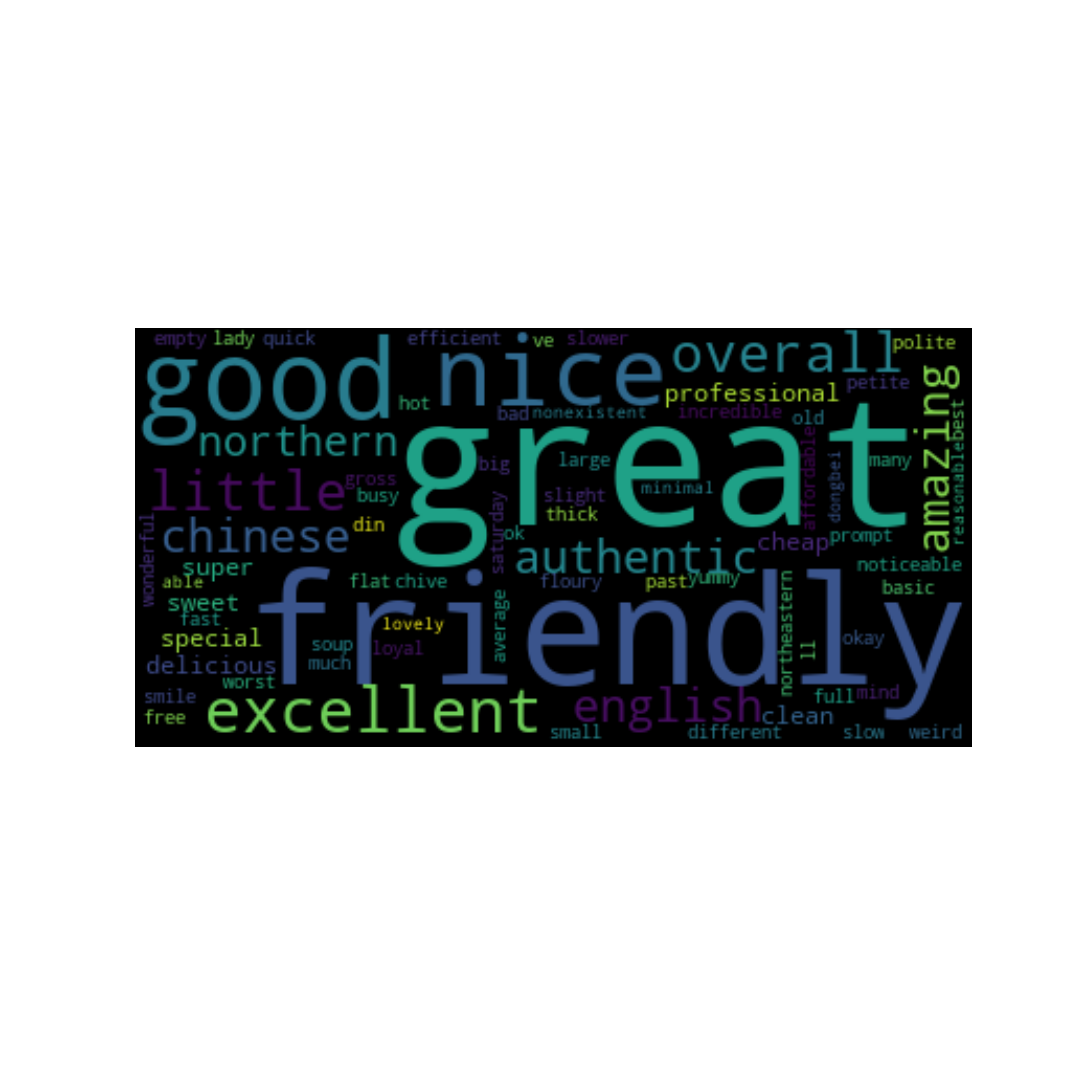 empty lady quick efficient ve slower
good nice overall polite
hot professional petite
bad nonexistent incredible old
northern great amazing
best
little gross big large minimal many
busy slight affordable dongbei reasonable
chinese din thick
saturday ok authentic cheap prompt
wonderful super noticeable
able flat chive floury past yummy basic
sweet friendly
fast average northeastern ll
special lovely
soup loyal okay
delicious much
worst
smile excellent english full mind
free clean
small different slow weird